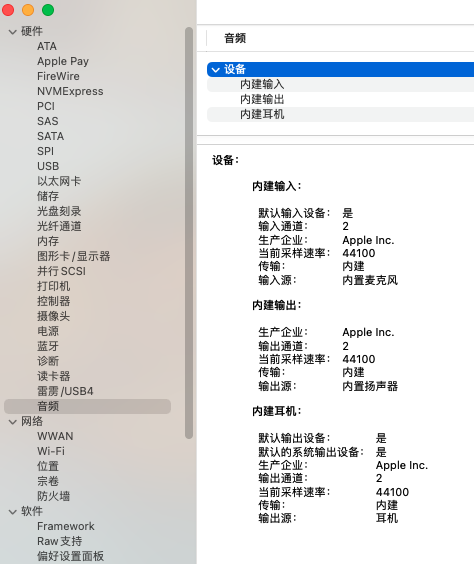 硬件
ATA
Apple Pay
FireWire
NVMExpress
PCI
SAS
SATA
SPI
USB
以太网卡
储存
光盘刻录
光纤通道
内存
图形卡/显示器
并行SCSI
打印机
控制器
摄像头
电源
蓝牙
诊断
读卡器
雷雳/USB4
音频
网络
WWAN
Wi-Fi
位置
宗卷
防火墙
软件
Framework
Raw支持
偏好设置面板
音频
设备
内建输入
内建输出
内建耳机
设备:
内建输入:
默认输入设备: 是
输入通道: 2
生产企业: Apple Inc.
当前采样速率: 44100
传输: 内建
输入源: 内置麦克风
内建输出:
生产企业: Apple Inc.
输出通道: 2
当前采样速率: 44100
传输: 内建
输出源: 内置扬声器
内建耳机:
默认输出设备: 是
默认的系统输出设备: 是
生产企业: Apple Inc.
输出通道: 2
当前采样速率: 44100
传输: 内建
输出源: 耳机